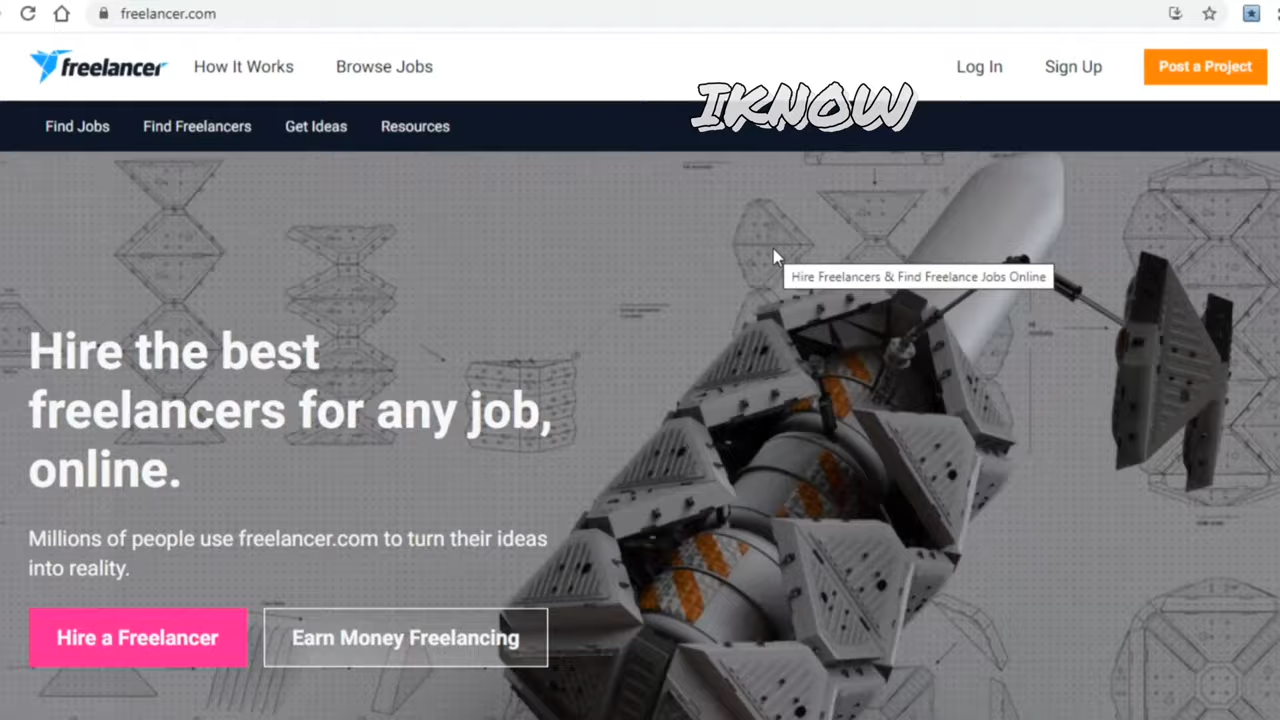 freelancer.com
freelancer
How It Works
Browse Jobs
Log In
Sign Up
Post a Project
IKNOW
Find Jobs
Find Freelancers
Get Ideas
Resources
Hire Freelancers & Find Freelance Jobs Online
Hire the best
freelancers for any job,
online.
Millions of people use freelancer.com to turn their ideas
into reality.
Hire a Freelancer
Earn Money Freelancing